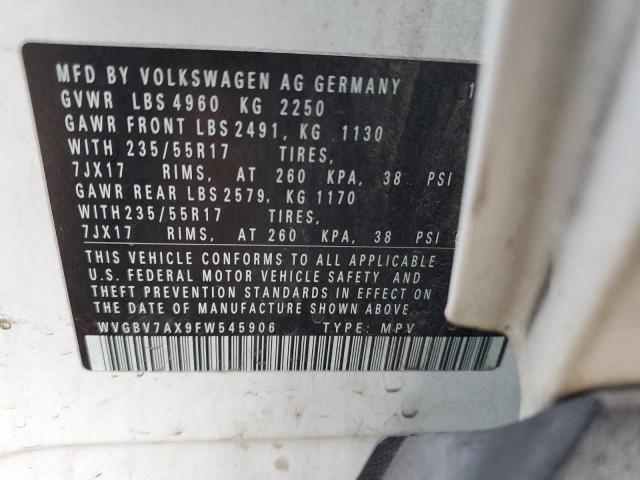 MFD BY VOLKSWAGEN AG GERMANY 1
GVWR LBS 4960 KG 2250
GAWR FRONT LBS 2491, KG 1130
WITH 235/55R17 TIRES,
7JX17 RIMS, AT 260 KPA, 38 PSI
GAWR REAR LBS 2579, KG 1170
WITH235/55R17 TIRES,
7JX17 RIMS, AT 260 KPA, 38 PSI
THIS VEHICLE CONFORMS TO ALL APPLICABLE
U.S. FEDERAL MOTOR VEHICLE SAFETY AND
THEFT PREVENTION STANDARDS IN EFFECT ON
THE DATE OF MANUFACTURE SHOWN ABOVE
WVGBV7AX9FW545906 TYPE: MPV